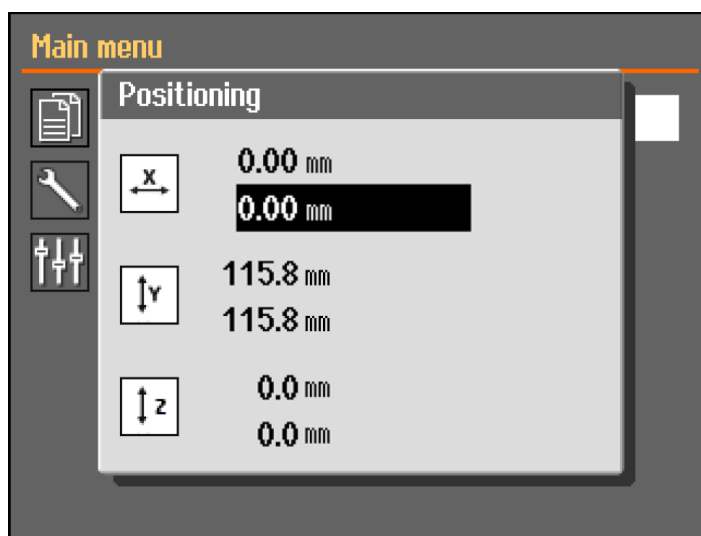 Main menu
Positioning
X
0.00 mm
0.00 mm
Y
115.8 mm
115.8 mm
Z
0.0 mm
0.0 mm